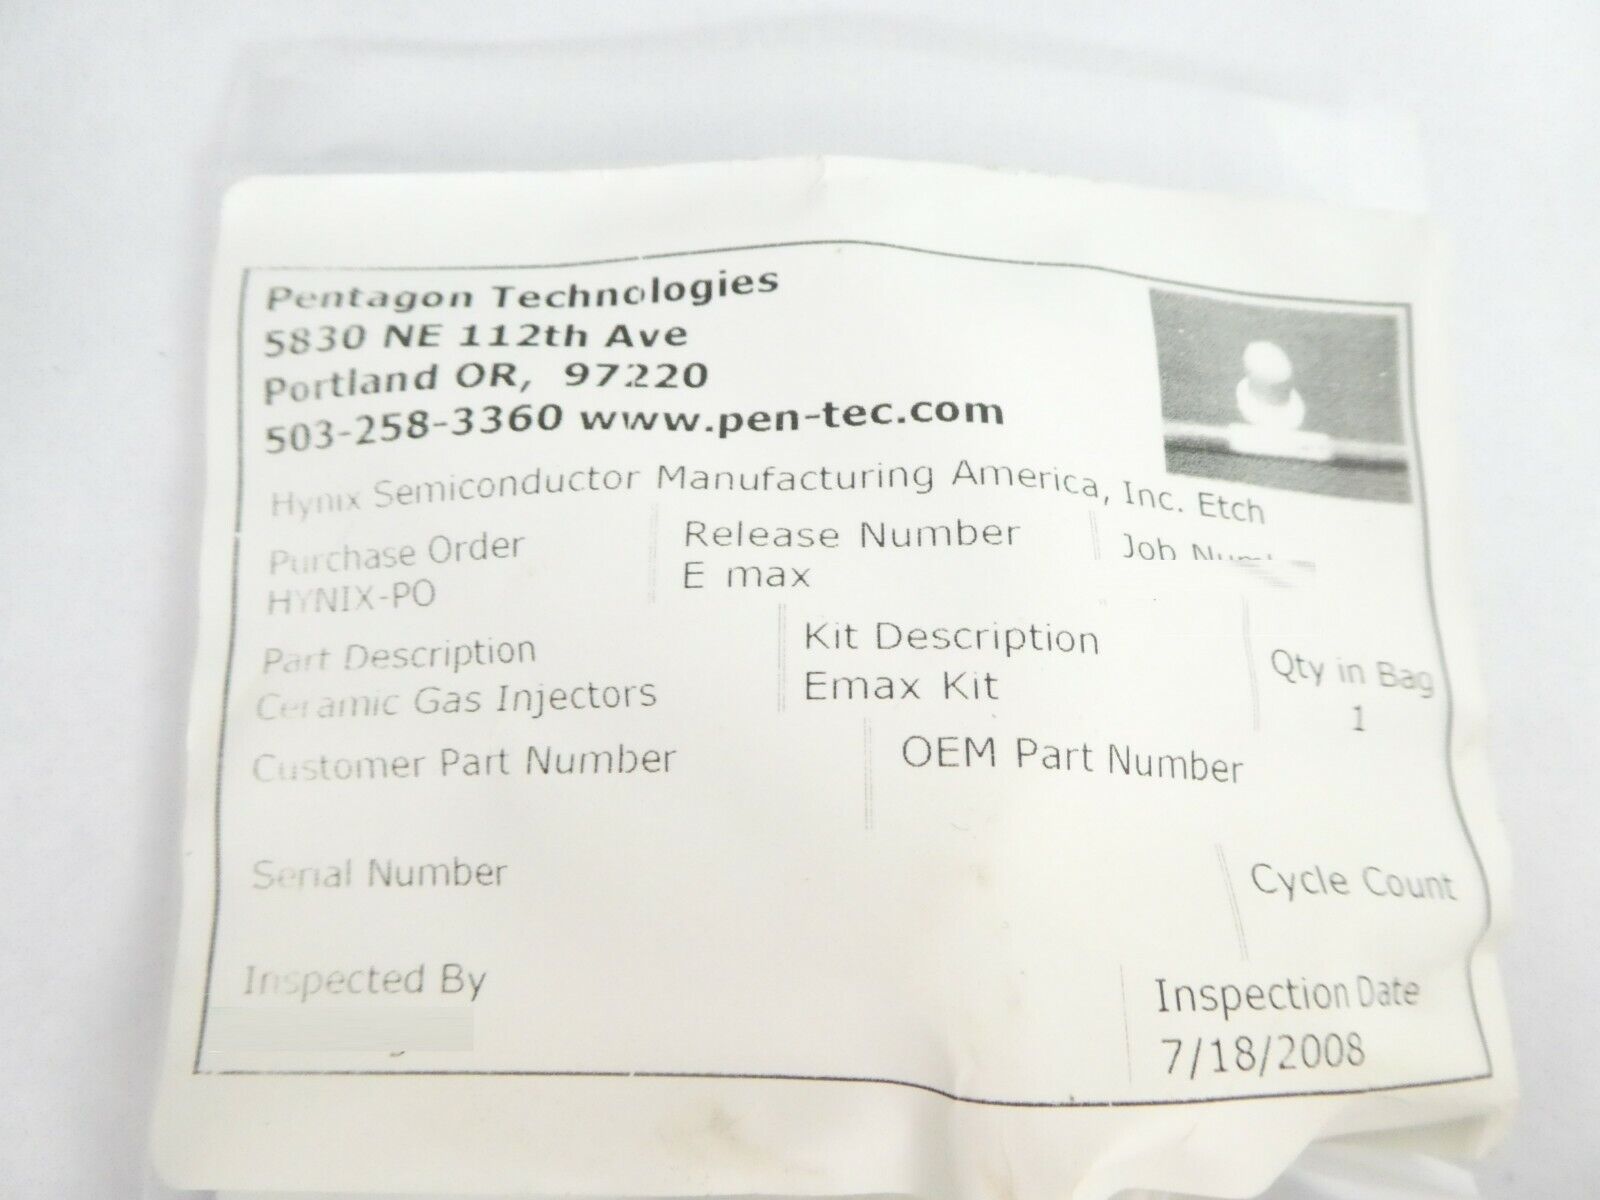 Pentagon Technologies
5830 NE 112th Ave
Portland OR, 97220
503-258-3360 www.pen-tec.com
Hynix Semiconductor Manufacturing America, Inc. Etch
Purchase Order
HYNIX-PO
Release Number
E max
Job
Part Description
Ceramic Gas Injectors
Kit Description
Emax Kit
Qty in Bag
1
Customer Part Number
OEM Part Number
Serial Number
Cycle Count
Inspected By
Inspection Date
7/18/2008